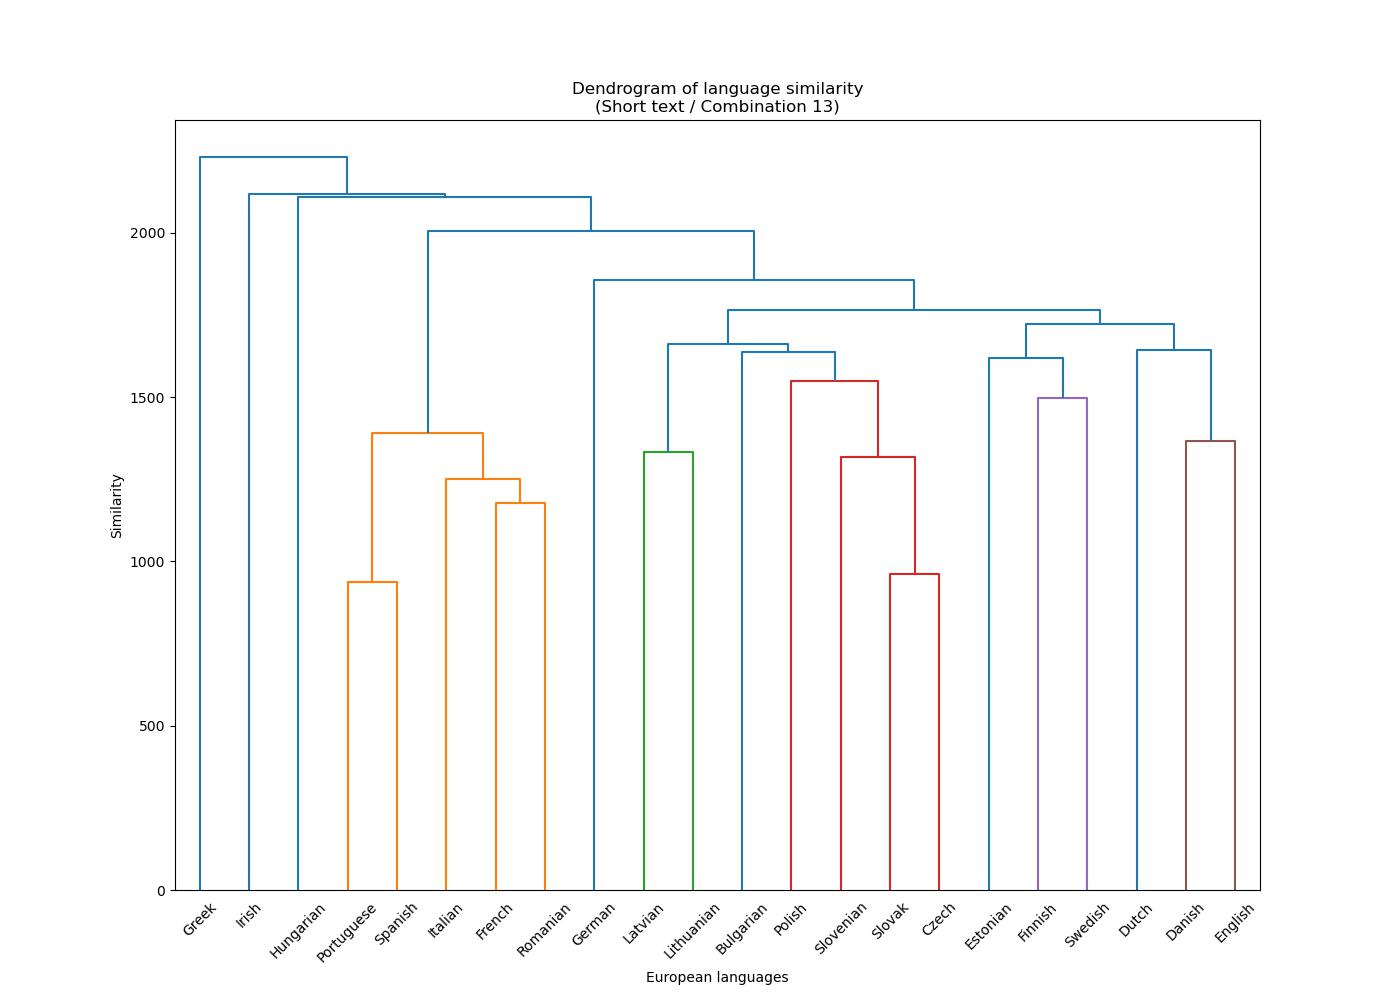 Dendrogram of language similarity
(Short text / Combination 13)
2000
1500
1000
500
0
Similarity
Greek
Irish
Hungarian
Portuguese
Spanish
Italian
French
Romanian
German
Latvian
Lithuanian
Bulgarian
Polish
Slovenian
Slovak
Czech
Estonian
Finnish
Swedish
Dutch
Danish
English
European languages